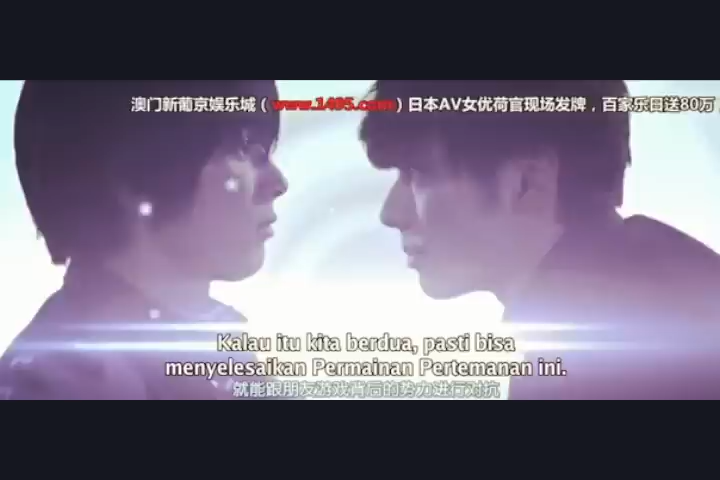 澳门新葡京娱乐城（www.1495.com）日本AV女优荷官现场发牌，百家乐日送80万
Kalau itu kita berdua, pasti bisa
menyelesaikan Permainan Pertemanan ini.
就能跟朋友游戏背后的势力进行对抗